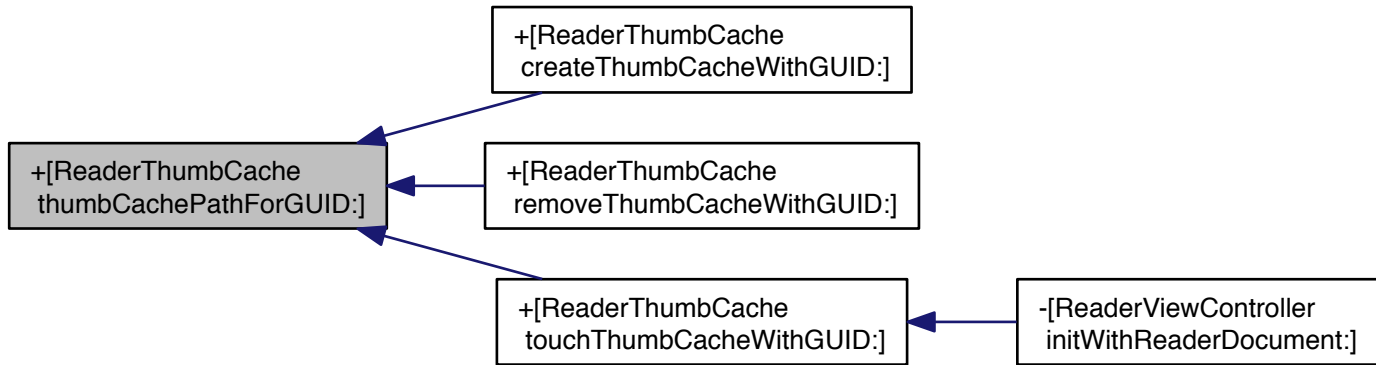 +[ReaderThumbCache
createThumbCacheWithGUID:]
+[ReaderThumbCache
thumbCachePathForGUID:]
+[ReaderThumbCache
removeThumbCacheWithGUID:]
+[ReaderThumbCache
touchThumbCacheWithGUID:]
-[ReaderViewController
initWithReaderDocument:]